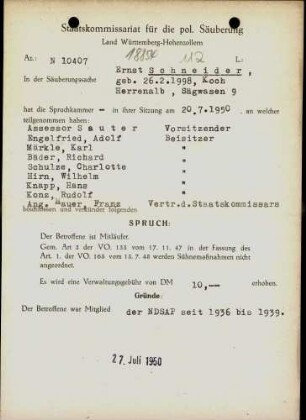 Staatskommissariat für die pol. Säuberung
Land Württemberg-Hohenzollern
Az.: N 10407 L:
Ernst Schneider,
In der Säuberungssache geb. 26.2.1998, Koch
Herrenalb, Sägwasen 9
hat die Spruchkammer — in ihrer Sitzung am 20.7.1950 , an welcher
teilgenommen haben:
Assessor Sauter Vorsitzender
Engelfried, Adolf Beisitzer
Märkle, Karl "
Bäder, Richard "
Schulze, Charlotte "
Hirn, Wilhelm "
Knapp, Hans "
Konz, Rudolf "
Ang. Mauer, Franz Vertr.d.Staatskommissars
beschlossen und verkündet folgenden
SPRUCH:
Der Betroffene ist Mitläufer.
Gem. Art 2 der VO. 133 vom 17. 11. 47 in der Fassung des
Art. 1. der VO. 165 vom 13. 7. 48 werden Sühnemaßnahmen nicht
angeordnet.
Es wird eine Verwaltungsgebühr von DM 10,-- erhoben.
Gründe:
Der Betroffene war Mitglied der NDSAP seit 1936 bis 1939.
27. Juli 1950